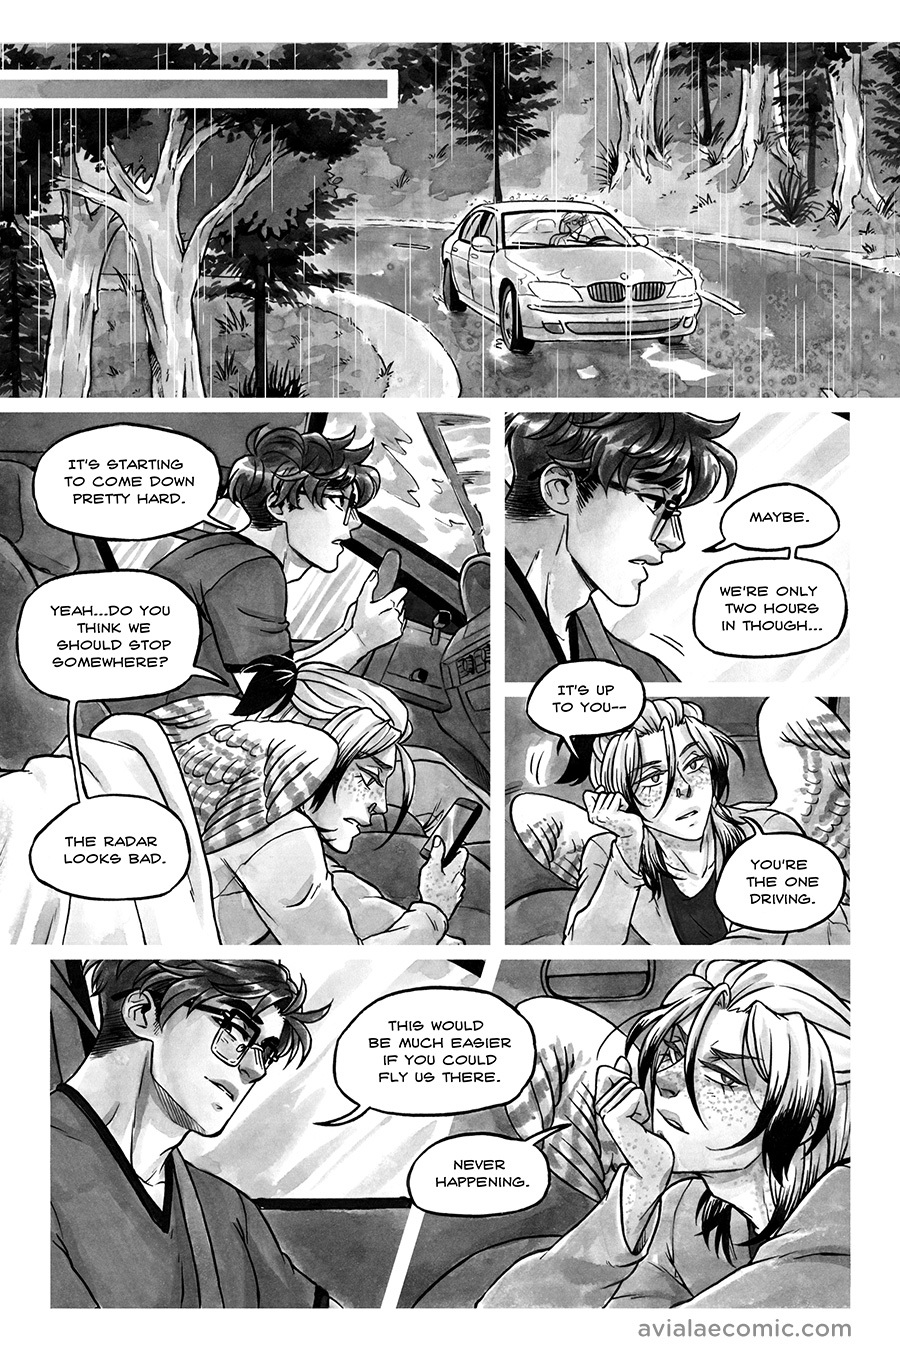 IT'S STARTING
TO COME DOWN
PRETTY HARD.
YEAH...DO YOU
THINK WE
SHOULD STOP
SOMEWHERE?
THE RADAR
LOOKS BAD.
MAYBE.
WE'RE ONLY
TWO HOURS
IN THOUGH...
IT'S UP
TO YOU--
YOU'RE
THE ONE
DRIVING.
THIS WOULD
BE MUCH EASIER
IF YOU COULD
FLY US THERE.
NEVER
HAPPENING.
avialaecomic.com